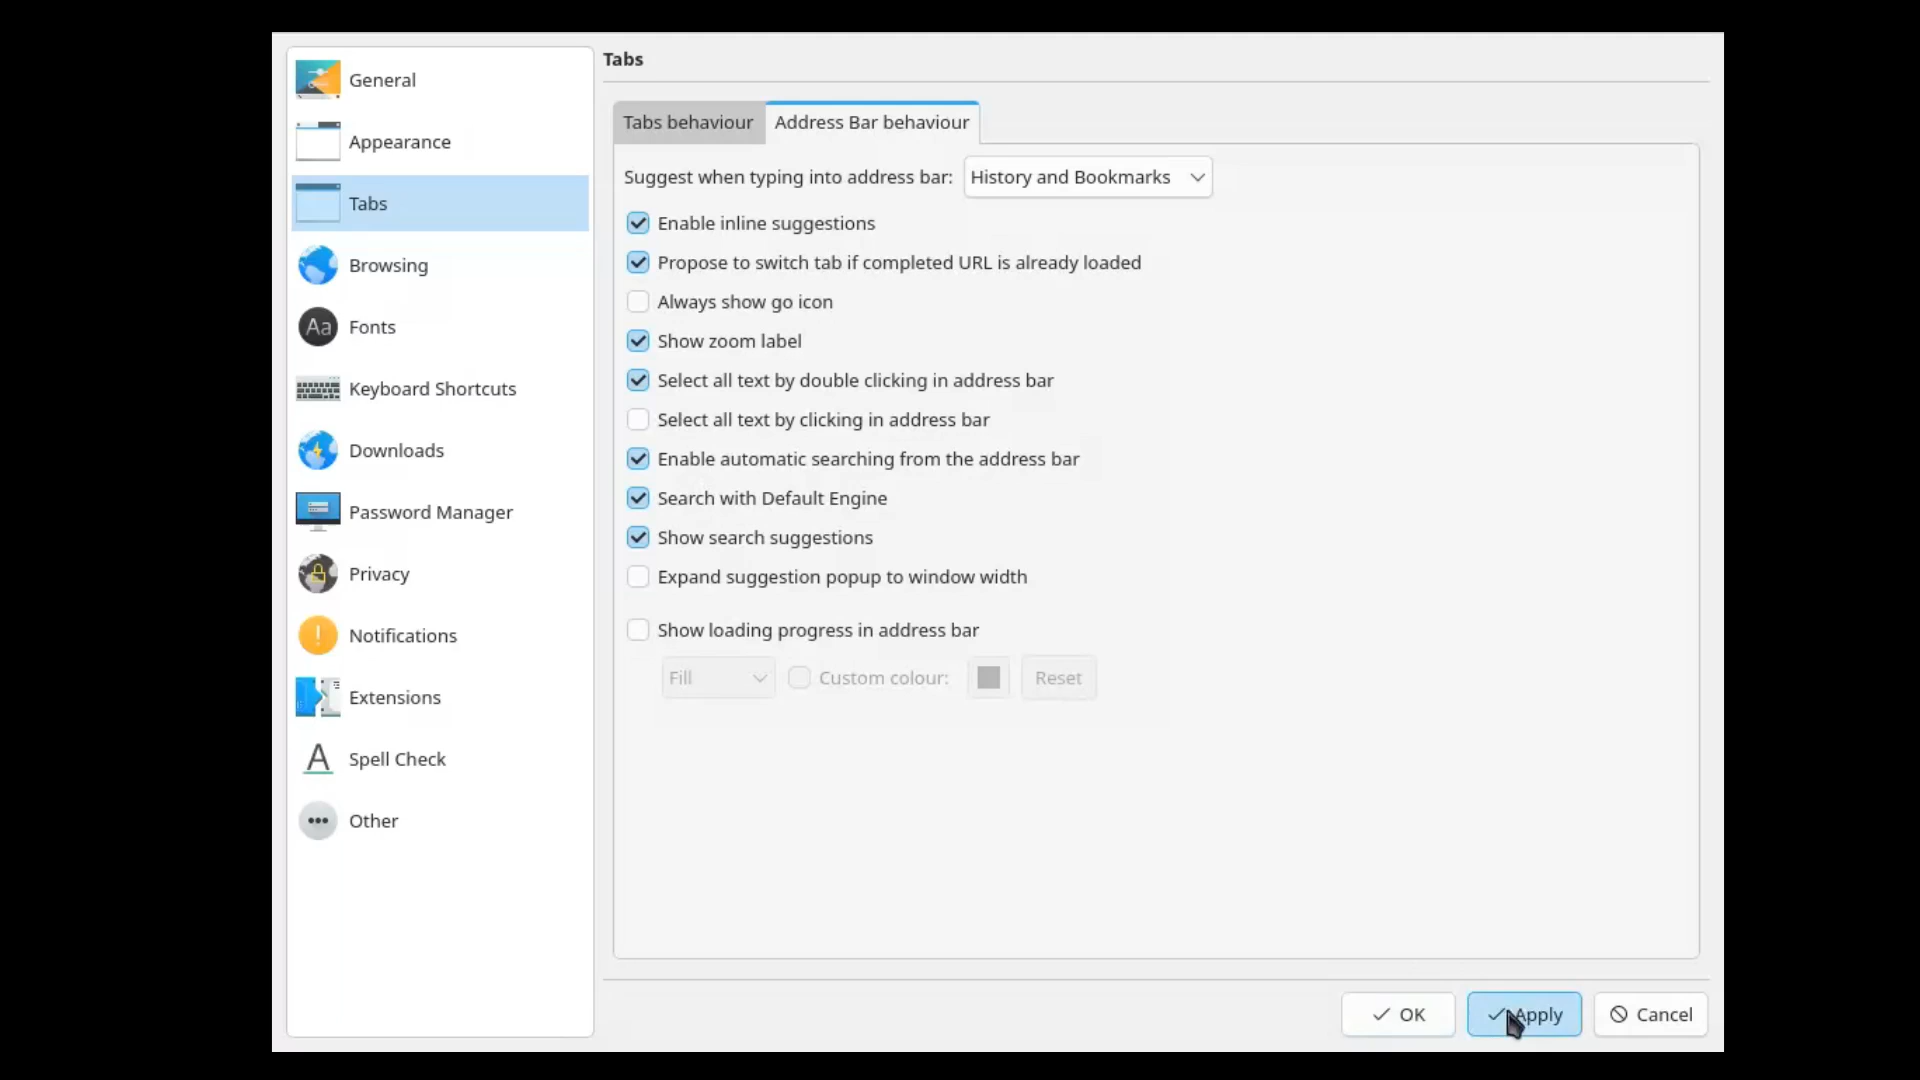 General
Appearance
Tabs
Browsing
Aa
Fonts
Keyboard Shortcuts
Downloads
Password Manager
Privacy
Notifications
Extensions
A
Spell Check
Other
Tabs
Tabs behaviour
Address Bar behaviour
Suggest when typing into address bar: History and Bookmarks
Enable inline suggestions
Propose to switch tab if completed URL is already loaded
Always show go icon
Show zoom label
Select all text by double clicking in address bar
Select all text by clicking in address bar
Enable automatic searching from the address bar
Search with Default Engine
Show search suggestions
Expand suggestion popup to window width
Show loading progress in address bar
Fill
Custom colour:
Reset
OK
Apply
Cancel